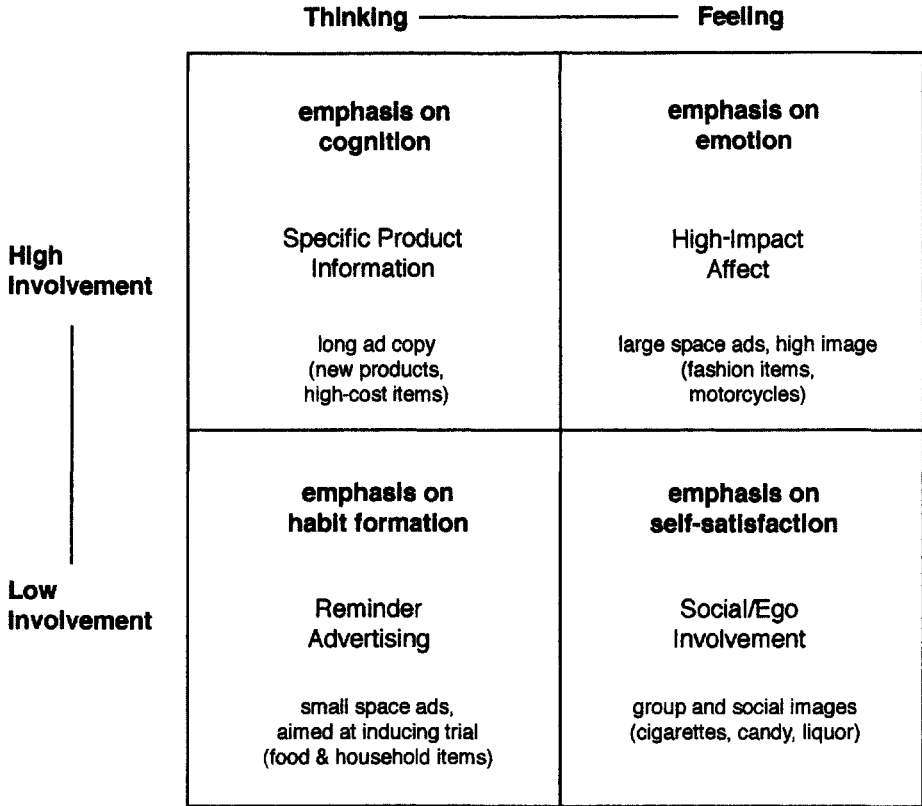 Thinking
Feeling
emphasis on
cognition
Specific Product
Information
long ad copy
(new products,
high-cost items)
emphasis on
emotion
High-Impact
Affect
large space ads, high image
(fashion items,
motorcycles)
High
Involvement
Low
Involvement
emphasis on
habit formation
Reminder
Advertising
small space ads,
aimed at inducing trial
(food & household items)
emphasis on
self-satisfaction
Social/Ego
Involvement
group and social images
(cigarettes, candy, liquor)